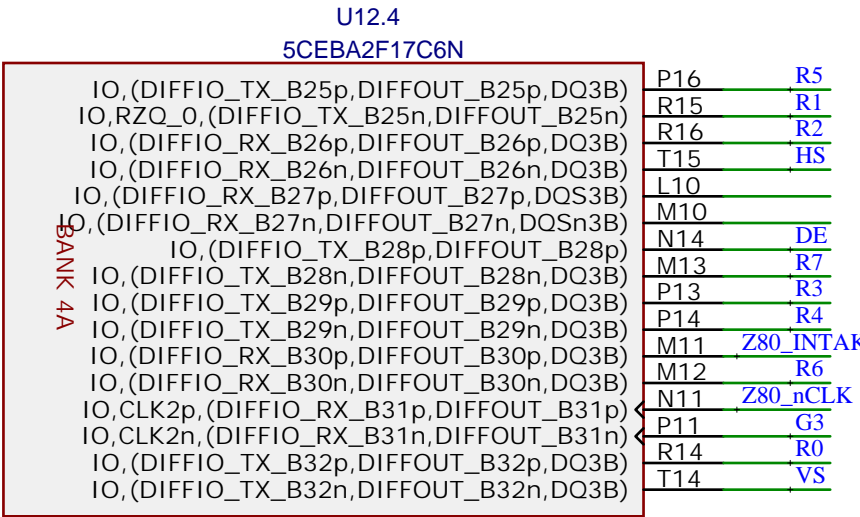 U12.4
5CEBA2F17C6N
IO,(DIFFIO_TX_B25p,DIFFOUT_B25p,DQ3B) P16 R5
IO,RZQ_0,(DIFFIO_TX_B25n,DIFFOUT_B25n) R15 R1
IO,(DIFFIO_RX_B26p,DIFFOUT_B26p,DQ3B) R16 R2
IO,(DIFFIO_RX_B26n,DIFFOUT_B26n,DQ3B) T15 HS
IO,(DIFFIO_RX_B27p,DIFFOUT_B27p,DQS3B) L10
IO,(DIFFIO_RX_B27n,DIFFOUT_B27n,DQSn3B) M10
IO,(DIFFIO_TX_B28p,DIFFOUT_B28p) N14 DE
IO,(DIFFIO_TX_B28n,DIFFOUT_B28n,DQ3B) M13 R7
IO,(DIFFIO_TX_B29p,DIFFOUT_B29p,DQ3B) P13 R3
IO,(DIFFIO_TX_B29n,DIFFOUT_B29n,DQ3B) P14 R4
IO,(DIFFIO_RX_B30p,DIFFOUT_B30p,DQ3B) M11 Z80_INTAK
IO,(DIFFIO_RX_B30n,DIFFOUT_B30n,DQ3B) M12 R6
IO,CLK2p,(DIFFIO_RX_B31p,DIFFOUT_B31p) N11 Z80_nCLK
IO,CLK2n,(DIFFIO_RX_B31n,DIFFOUT_B31n) P11 G3
IO,(DIFFIO_TX_B32p,DIFFOUT_B32p,DQ3B) R14 R0
IO,(DIFFIO_TX_B32n,DIFFOUT_B32n,DQ3B) T14 VS
BANK 4A